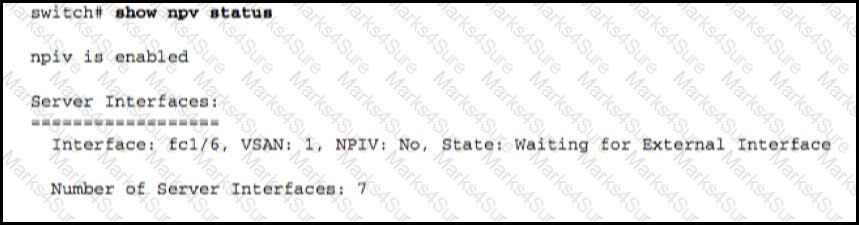 switch# show npv status
npiv is enabled
Server Interfaces:
==================
Interface: fc1/6, VSAN: 1, NPIV: No, State: Waiting for External Interface
Number of Server Interfaces: 7
Marks4Sure